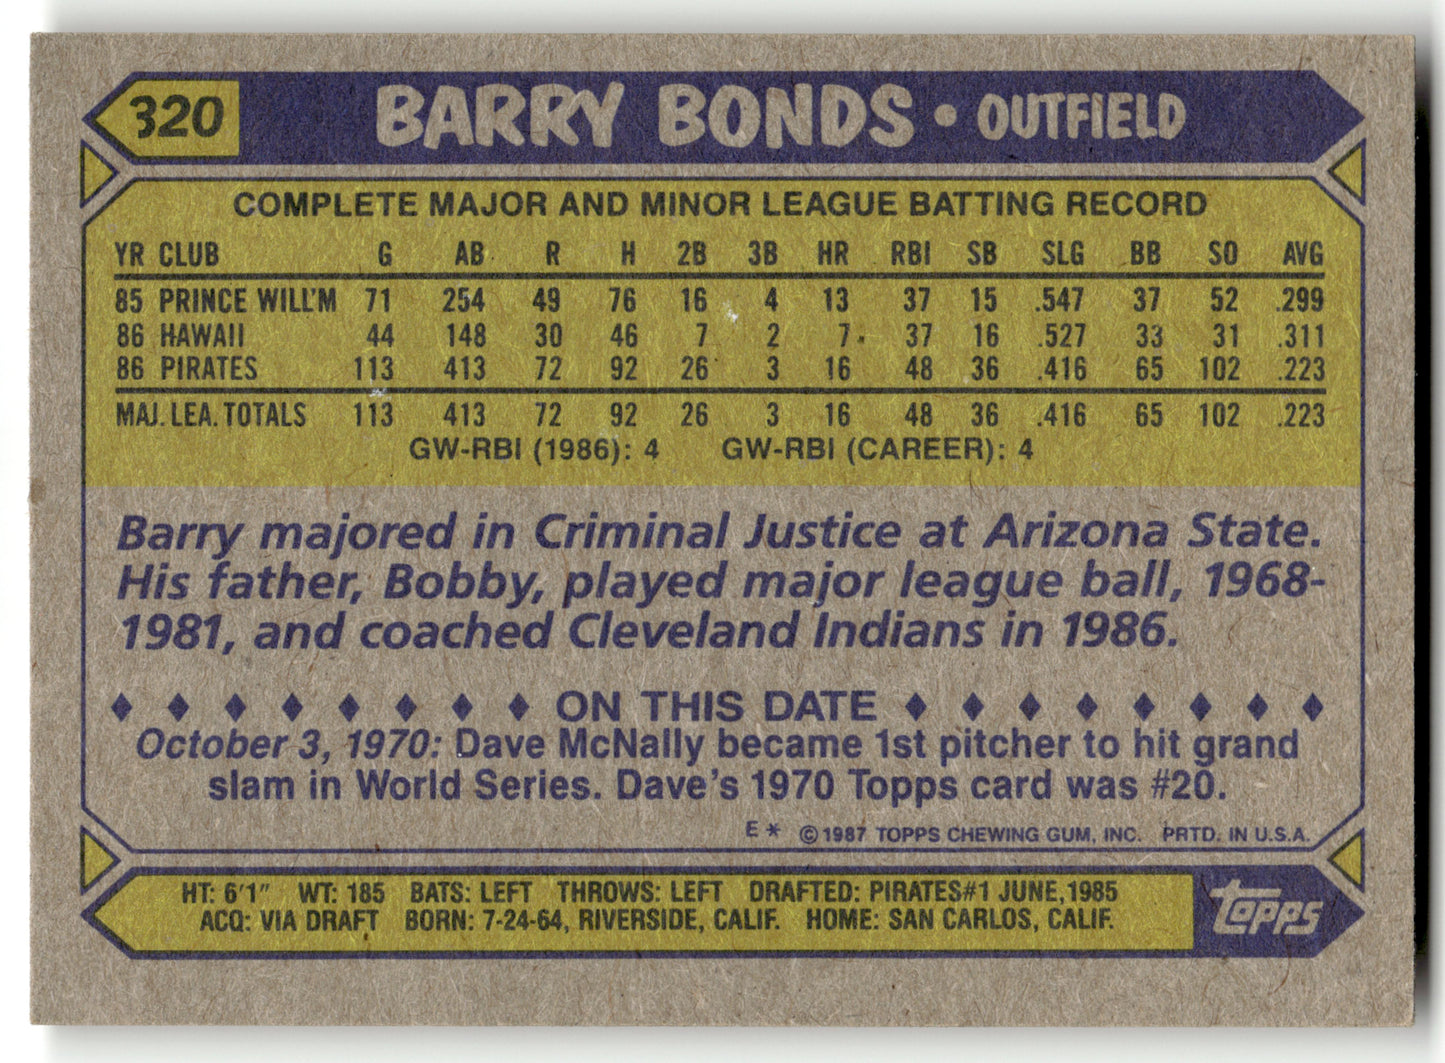 320 BARRY BONDS • OUTFIELD
COMPLETE MAJOR AND MINOR LEAGUE BATTING RECORD
YR CLUB G AB R H 2B 3B HR RBI SB SLG BB SO AVG
85 PRINCE WILL'M 71 254 49 76 16 4 13 37 15 .547 37 52 .299
86 HAWAII 44 148 30 46 7 2 7 37 16 .527 33 31 .311
86 PIRATES 113 413 72 92 26 3 16 48 36 .416 65 102 .223
MAJ. LEA. TOTALS 113 413 72 92 26 3 16 48 36 .416 65 102 .223
GW-RBI (1986): 4 GW-RBI (CAREER): 4
Barry majored in Criminal Justice at Arizona State.
His father, Bobby, played major league ball, 1968-
1981, and coached Cleveland Indians in 1986.
ON THIS DATE
October 3, 1970: Dave McNally became 1st pitcher to hit grand
slam in World Series. Dave's 1970 Topps card was #20.
E* © 1987 TOPPS CHEWING GUM, INC. PRTD. IN U.S.A.
HT: 6'1" WT: 185 BATS: LEFT THROWS: LEFT DRAFTED: PIRATES#1 JUNE, 1985
ACQ: VIA DRAFT BORN: 7-24-64, RIVERSIDE, CALIF. HOME: SAN CARLOS, CALIF.
TOPPS